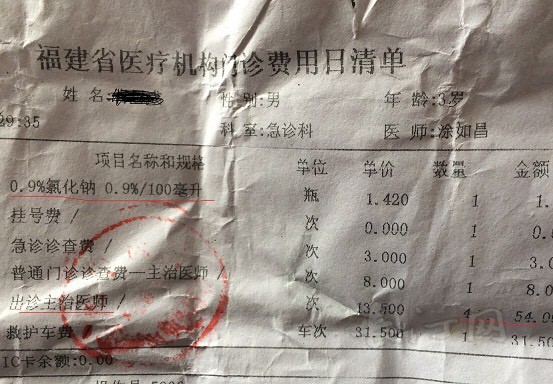 福建省医疗机构门诊费用日清单
姓 名: 性 别:男 年 龄:3岁
29:35 科 室:急诊科 医 师:涂如昌
项目名称和规格 单位 单价 数量 金额
0.9%氯化钠 0.9%/100毫升 瓶 1.420 1 1.
挂号费 / 次 0.000 1 0.
急诊诊查费 / 次 3.000 1 3.0
普通门诊诊查费—主治医师 / 次 8.000 1 8.0
出诊主治医师 / 次 13.500 4 54.00
救护车费 / 车次 31.500 1 31.50
IC卡余额:0.00